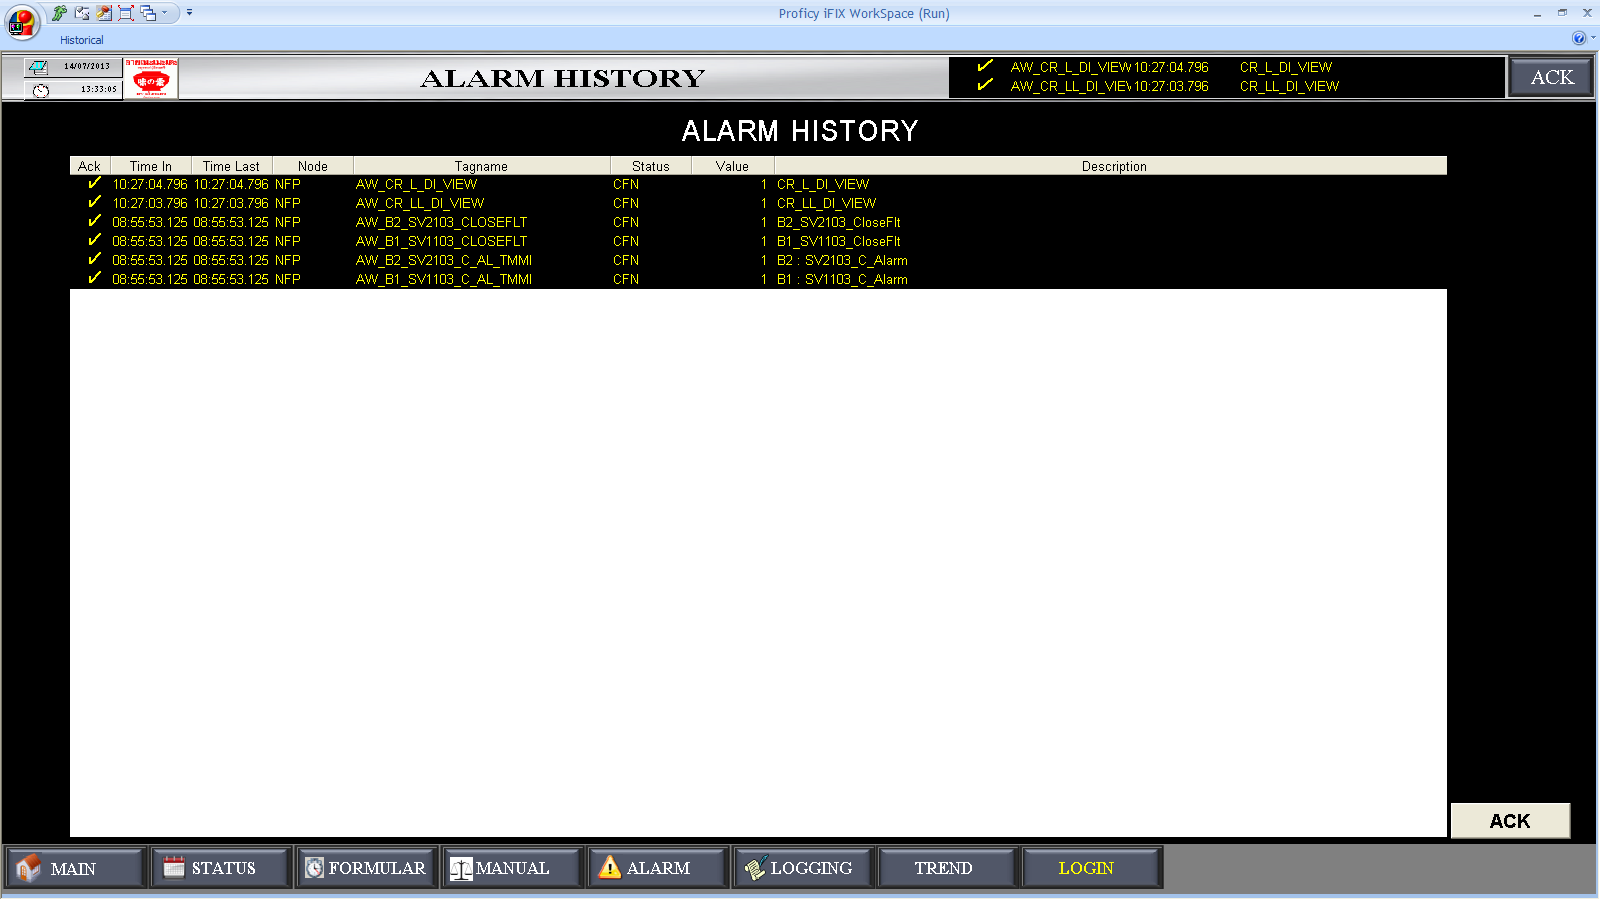 Proficy iFIX WorkSpace (Run)
Historical
14/07/2013
13:33:05
味の素
ALARM HISTORY
AW_CR_L_DI_VIEW 10:27:04.796 CR_L_DI_VIEW
AW_CR_LL_DI_VIEW 10:27:03.796 CR_LL_DI_VIEW
ACK
ALARM HISTORY
Ack Time In Time Last Node Tagname Status Value Description
10:27:04.796 10:27:04.796 NFP AW_CR_L_DI_VIEW CFN 1 CR_L_DI_VIEW
10:27:03.796 10:27:03.796 NFP AW_CR_LL_DI_VIEW CFN 1 CR_LL_DI_VIEW
08:55:53.125 08:55:53.125 NFP AW_B2_SV2103_CLOSEFLT CFN 1 B2_SV2103_CloseFlt
08:55:53.125 08:55:53.125 NFP AW_B1_SV1103_CLOSEFLT CFN 1 B1_SV1103_CloseFlt
08:55:53.125 08:55:53.125 NFP AW_B2_SV2103_C_AL_TMMI CFN 1 B2 : SV2103_C_Alarm
08:55:53.125 08:55:53.125 NFP AW_B1_SV1103_C_AL_TMMI CFN 1 B1 : SV1103_C_Alarm
ACK
MAIN STATUS FORMULAR MANUAL ALARM LOGGING TREND LOGIN